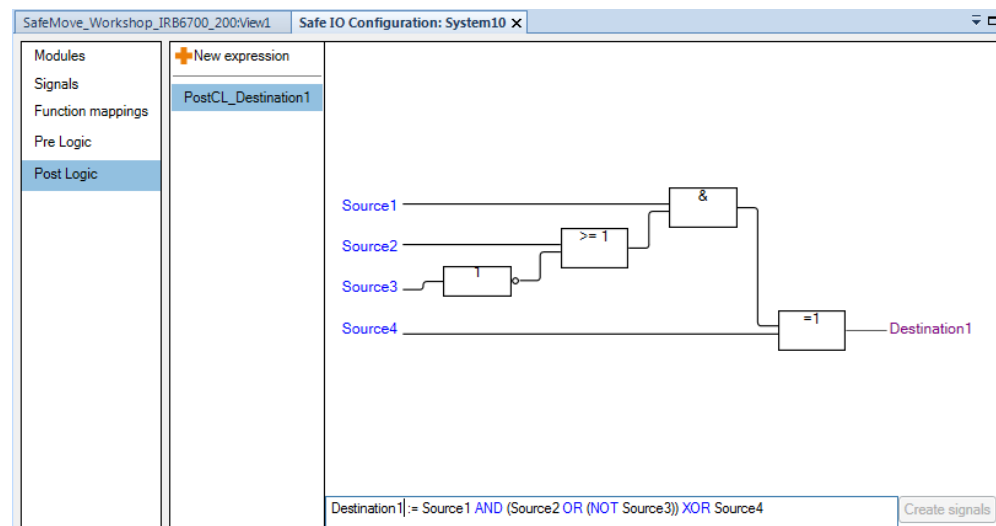 SafeMove_Workshop_IRB6700_200:View1
Safe IO Configuration: System10
Modules
Signals
Function mappings
Pre Logic
Post Logic
New expression
PostCL_Destination1
&
Source1
>= 1
Source2
1
Source3
=1
Source4
Destination1
Destination1 := Source1 AND (Source2 OR (NOT Source3)) XOR Source4
Create signals